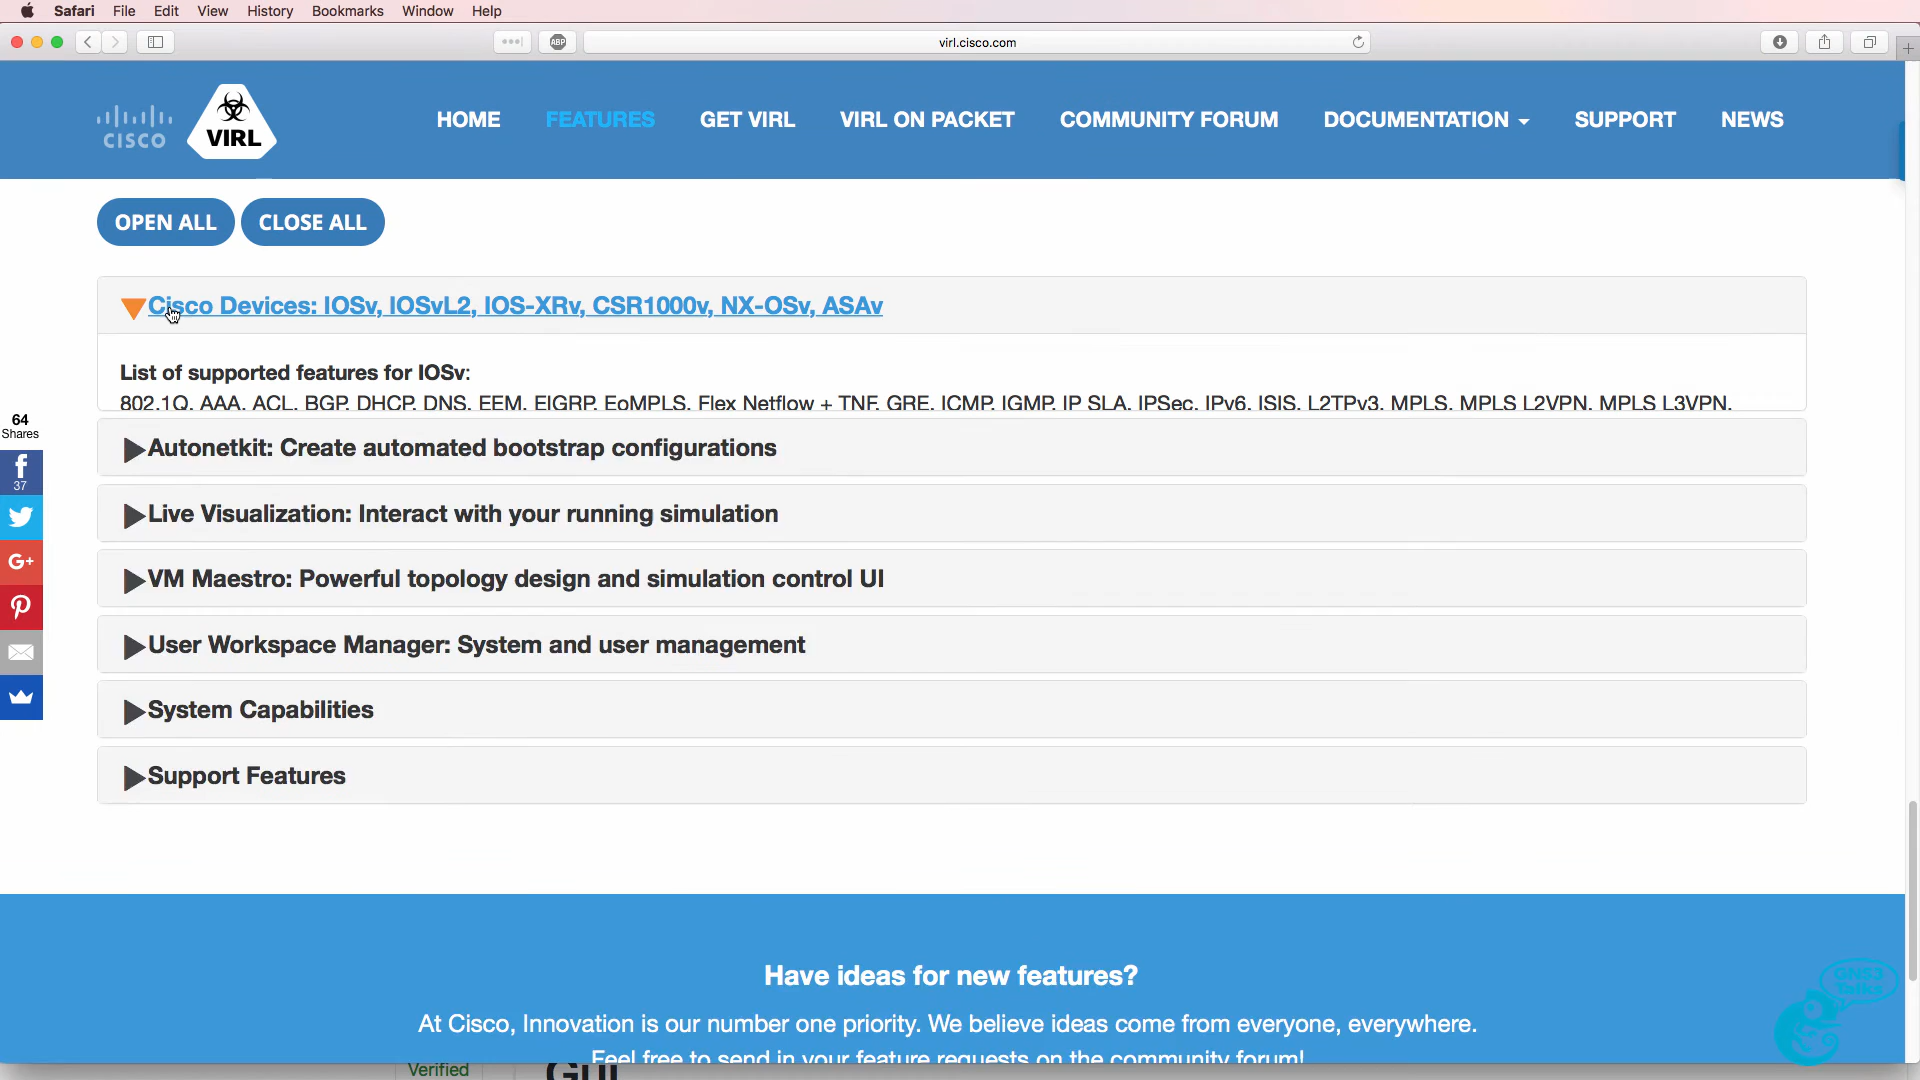 Safari File Edit View History Bookmarks Window Help
ABP
virl.cisco.com
CISCO
VIRL
HOME FEATURES GET VIRL VIRL ON PACKET COMMUNITY FORUM DOCUMENTATION SUPPORT NEWS
OPEN ALL CLOSE ALL
Cisco Devices: IOSv, IOSvL2, IOS-XRv, CSR1000v, NX-OSv, ASAv
List of supported features for IOSv:
802.1Q, AAA, ACL, BGP, DHCP, DNS, EEM, EIGRP, EoMPLS, Flex Netflow + TNF, GRE, ICMP, IGMP, IP SLA, IPSec, IPv6, ISIS, L2TPv3, MPLS, MPLS L2VPN, MPLS L3VPN,
64
Shares
37
G+
Autonetkit: Create automated bootstrap configurations
Live Visualization: Interact with your running simulation
VM Maestro: Powerful topology design and simulation control UI
User Workspace Manager: System and user management
System Capabilities
Support Features
Have ideas for new features?
At Cisco, Innovation is our number one priority. We believe ideas come from everyone, everywhere.
Feel free to send in your feature requests on the community forum!
GNS3
Talks
Verified
GUI